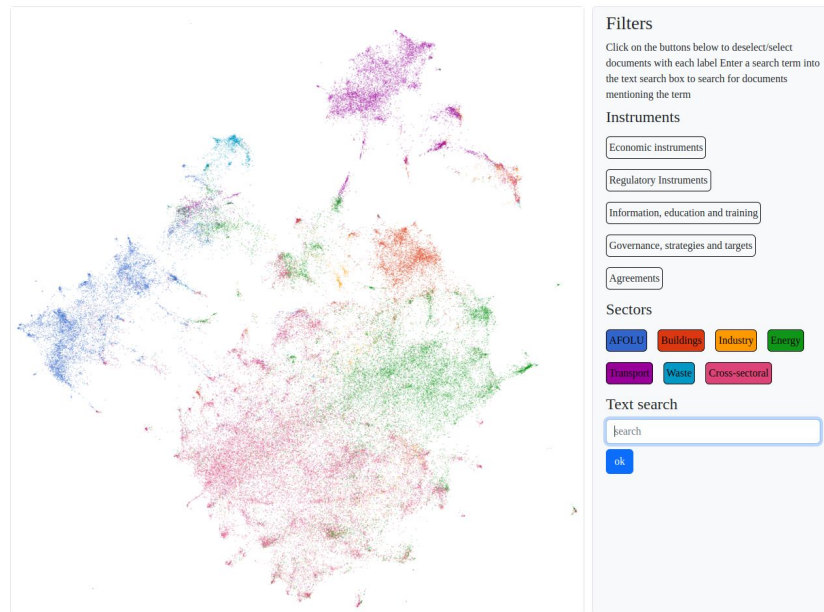 Filters
Click on the buttons below to deselect/select
documents with each label Enter a search term into
the text search box to search for documents
mentioning the term
Instruments
Economic instruments
Regulatory Instruments
Information, education and training
Governance, strategies and targets
Agreements
Sectors
AFOLU Buildings Industry Energy
Transport Waste Cross-sectoral
Text search
search
ok